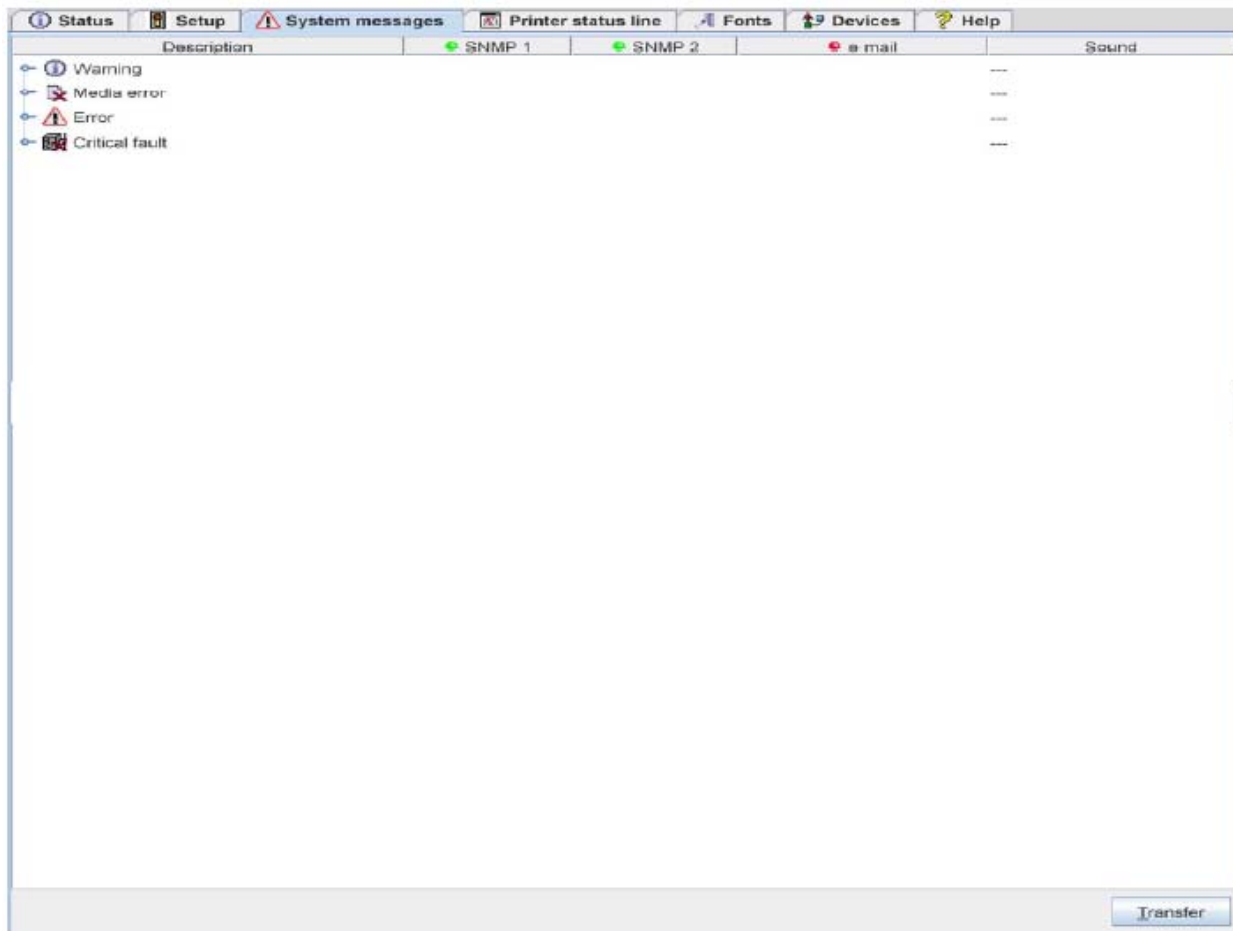 Status Setup System messages Printer status line Fonts Devices Help
Description SNMP 1 SNMP 2 e mail Sound
Warning ---
Media error ---
Error ---
Critical fault ---
Transfer